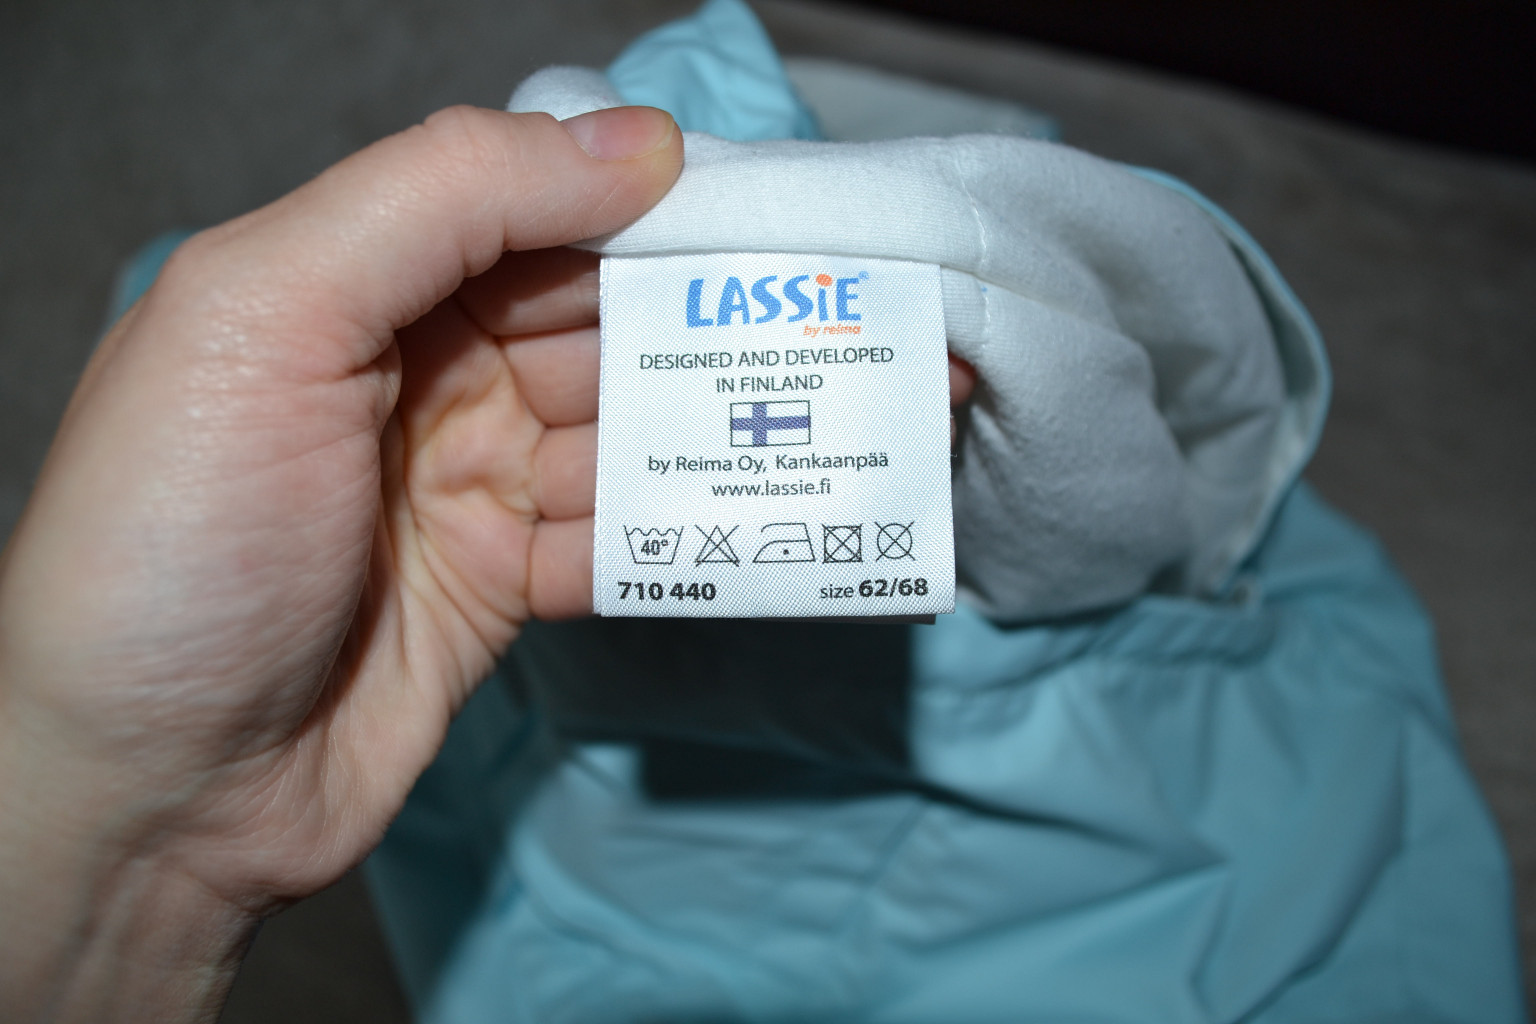 LASSiE®
by reima
DESIGNED AND DEVELOPED
IN FINLAND
by Reima Oy, Kankaanpää
www.lassie.fi
40°
710 440 size 62/68